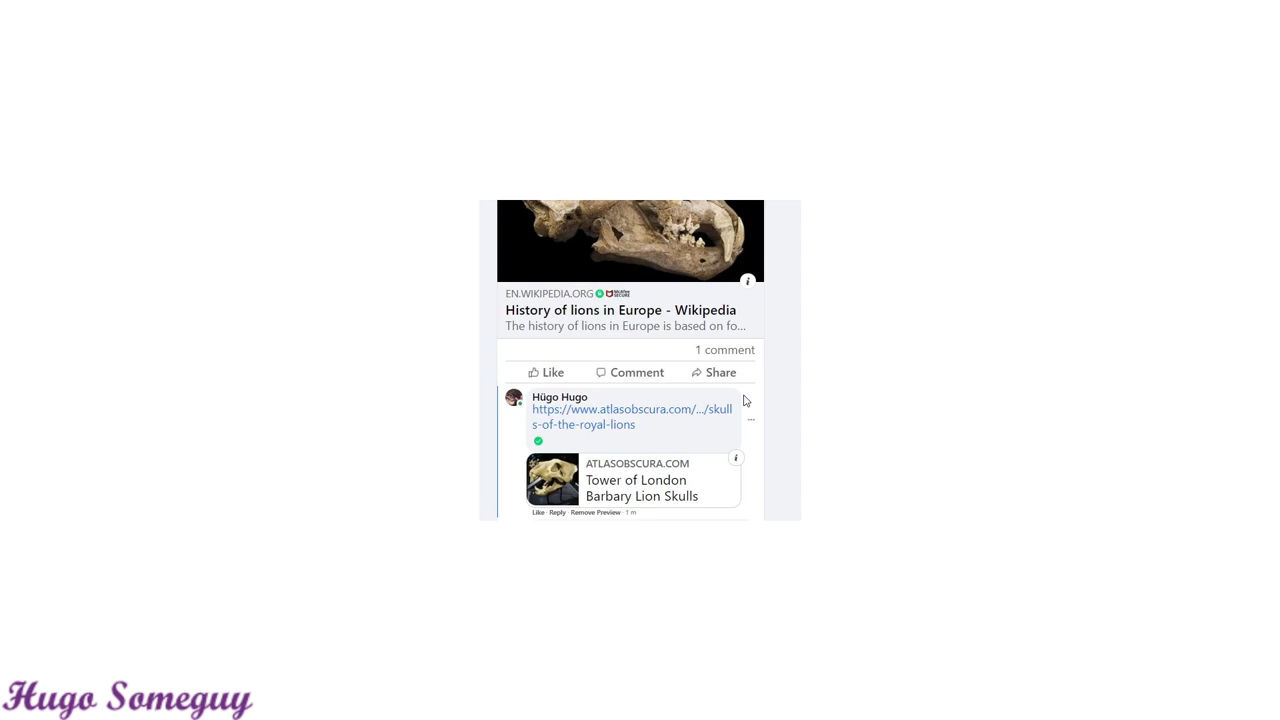 EN.WIKIPEDIA.ORG McAfee SECURE
History of lions in Europe - Wikipedia
The history of lions in Europe is based on fo...
1 comment
Like Comment Share
Hügo Hugo
https://www.atlasobscura.com/.../skull
s-of-the-royal-lions
ATLASOBSCURA.COM
Tower of London
Barbary Lion Skulls
Like · Reply · Remove Preview · 1 m
Hugo Someguy